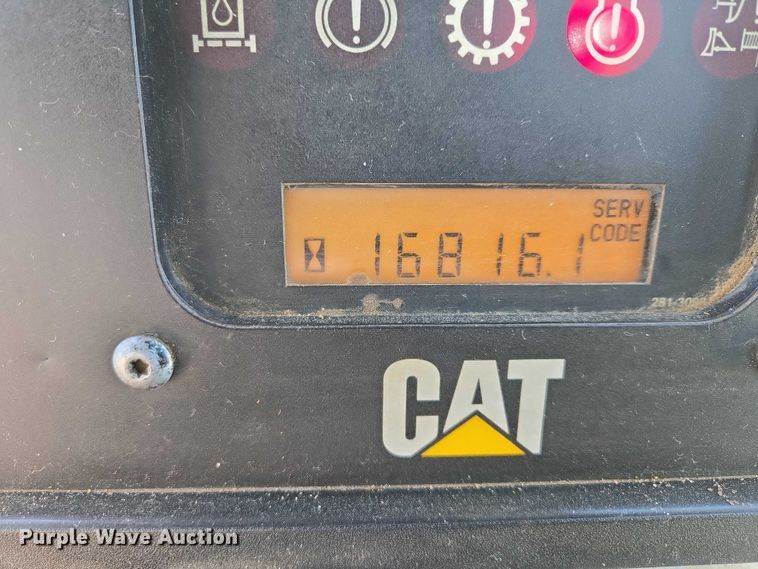 SERV
CODE
16816.1
CAT
Purple Wave Auction